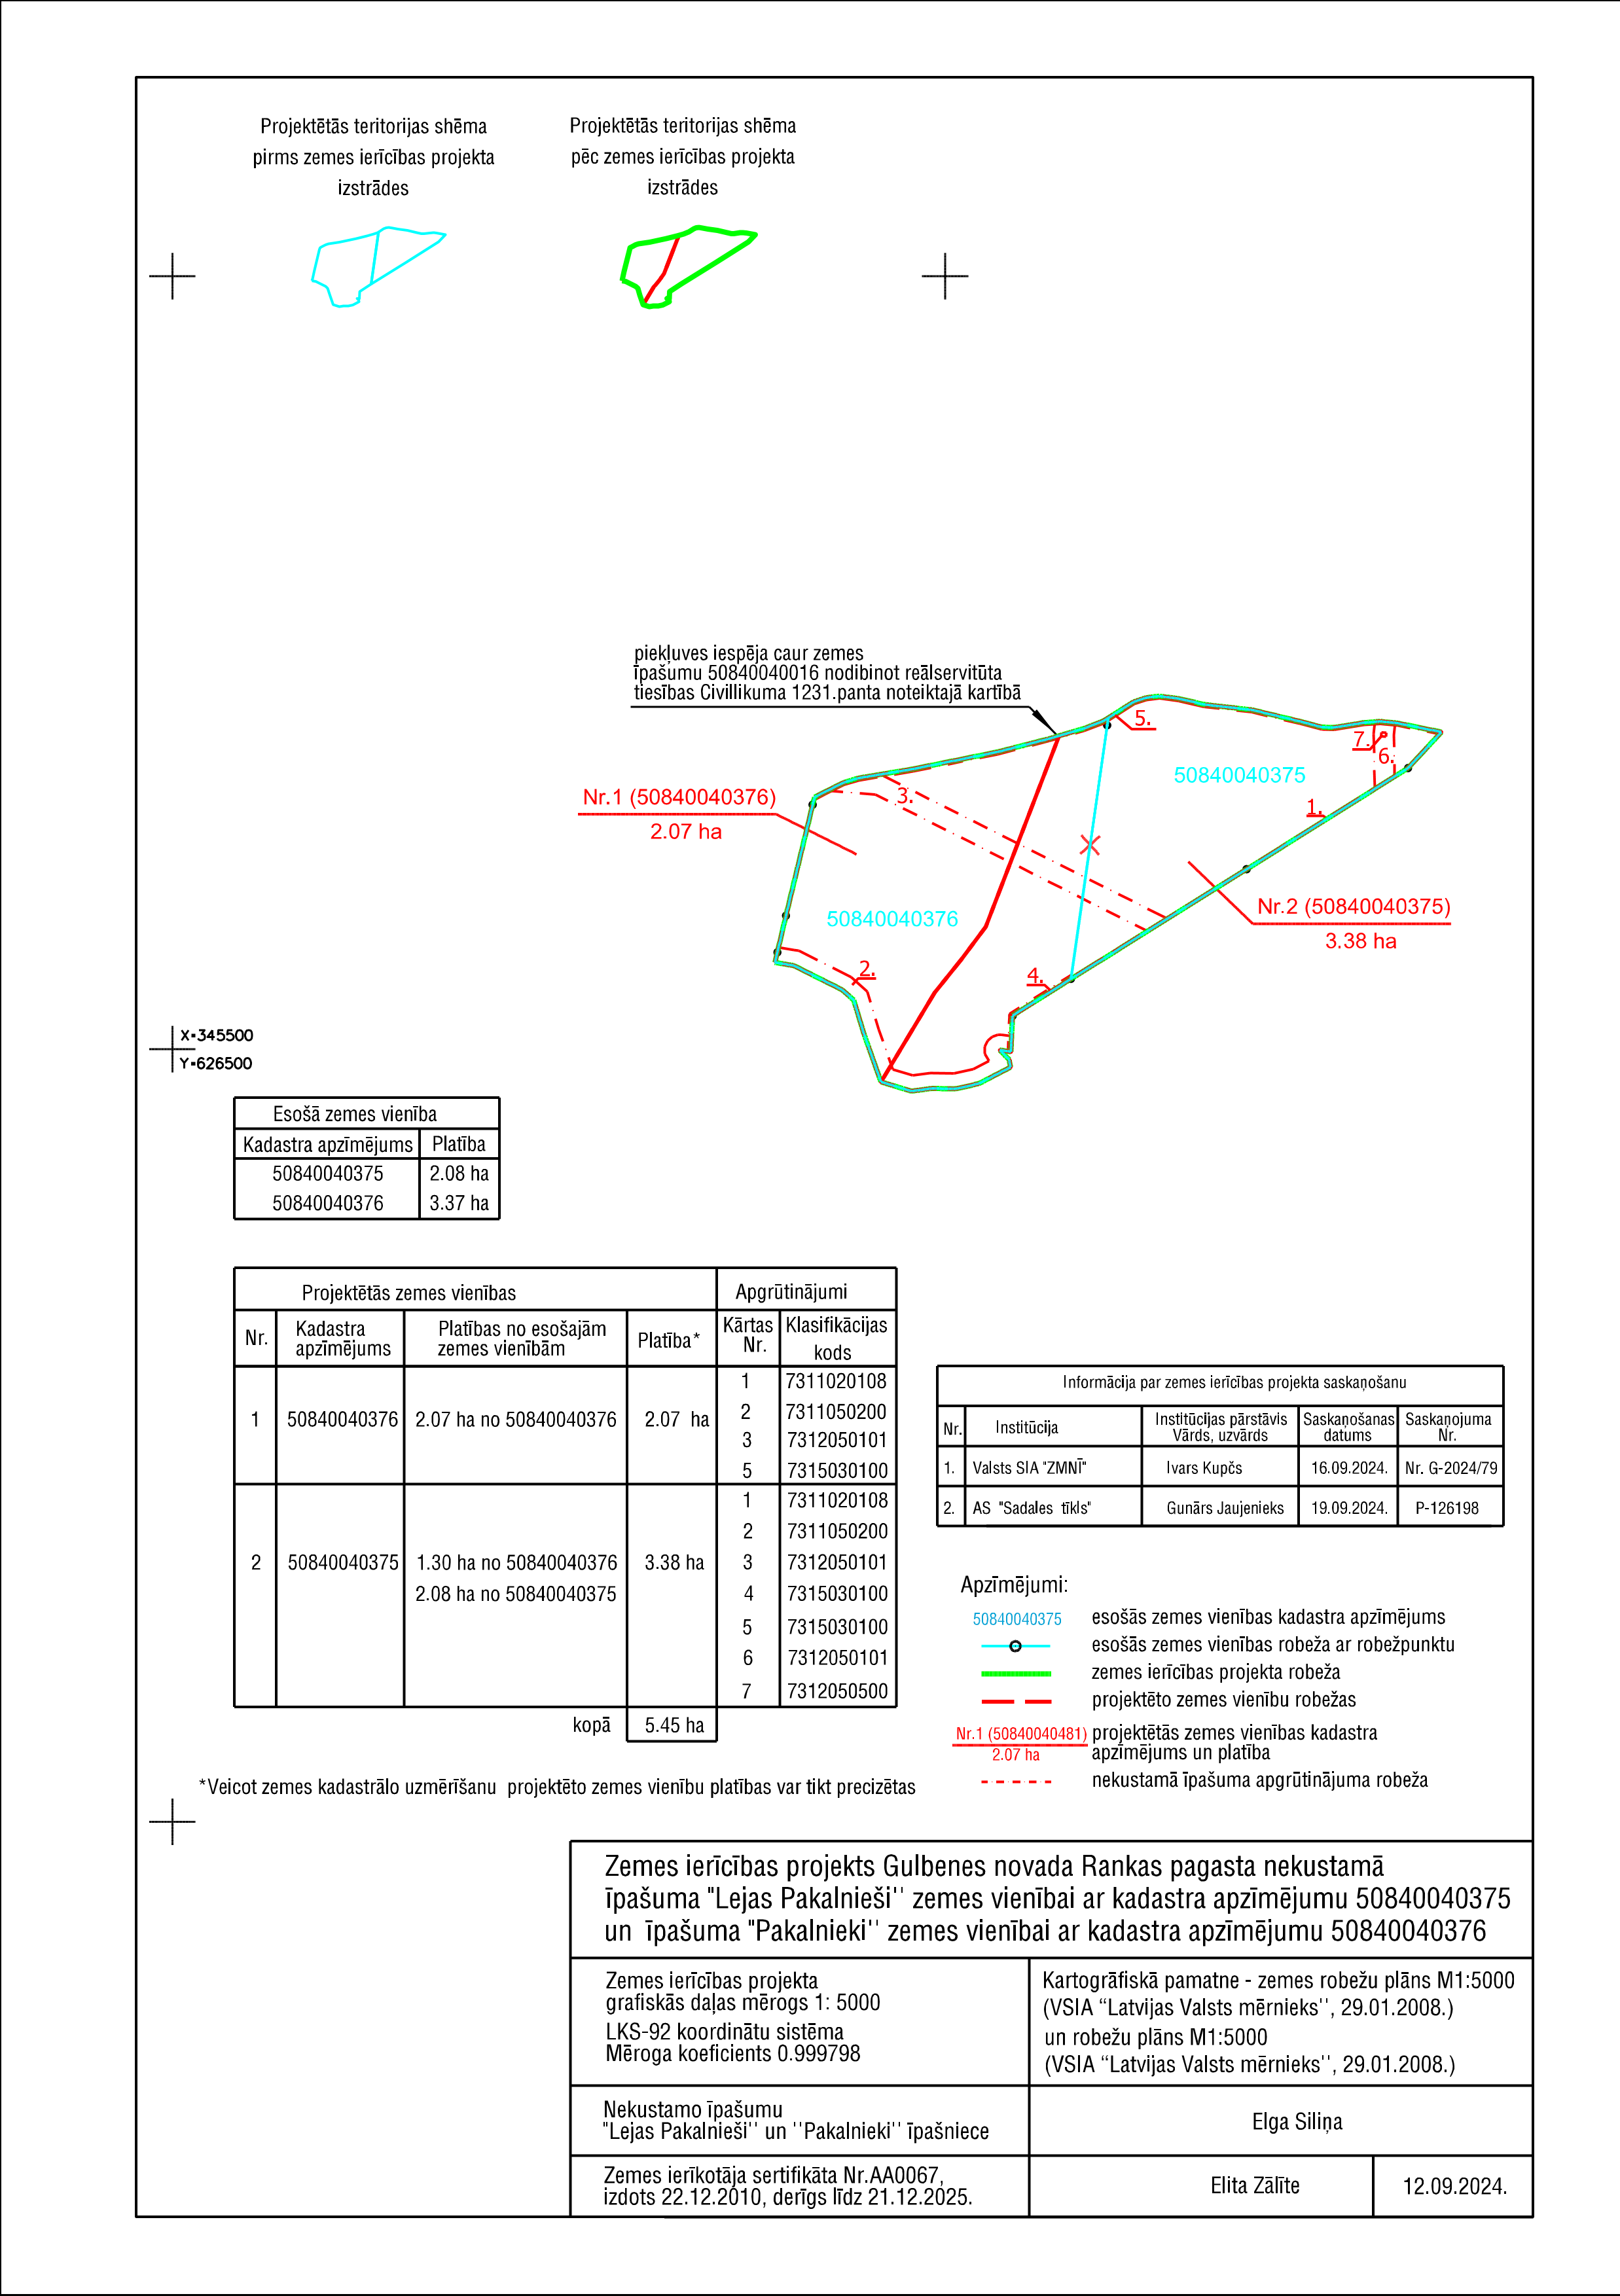 Projektētās teritorijas shēma
pirms zemes ierīcības projekta
izstrādes
Projektētās teritorijas shēma
pēc zemes ierīcības projekta
izstrādes
piekļuves iespēja caur zemes
īpašumu 50840040016 nodibinot reālservitūta
tiesības Civillikuma 1231.panta noteiktajā kartībā
5.
7.
6.
50840040375
1.
Nr.1 (50840040376)
2.07 ha
3.
50840040376
Nr.2 (50840040375)
3.38 ha
2.
4.
X=345500
Y=626500
Esošā zemes vienība
Kadastra apzīmējums Platība
50840040375 2.08 ha
50840040376 3.37 ha
Projektētās zemes vienības Apgrūtinājumi
Nr. Kadastra apzīmējums Platības no esošajām zemes vienībām Platība* Kārtas Nr. Klasifikācijas kods
1 50840040376 2.07 ha no 50840040376 2.07 ha
1 7311020108
2 7311050200
3 7312050101
5 7315030100
2 50840040375 1.30 ha no 50840040376 3.38 ha
2.08 ha no 50840040375
1 7311020108
2 7311050200
3 7312050101
4 7315030100
5 7315030100
6 7312050101
7 7312050500
kopā 5.45 ha
*Veicot zemes kadastrālo uzmērīšanu projektēto zemes vienību platības var tikt precizētas
Informācija par zemes ierīcības projekta saskaņošanu
Nr. Institūcija Institūcijas pārstāvis Vārds, uzvārds Saskaņošanas datums Saskaņojuma Nr.
1. Valsts SIA "ZMNĪ" Ivars Kupčs 16.09.2024. Nr. G-2024/79
2. AS "Sadales tīkls" Gunārs Jaujenieks 19.09.2024. P-126198
Apzīmējumi:
50840040375 esošās zemes vienības kadastra apzīmējums
esošās zemes vienības robeža ar robežpunktu
zemes ierīcības projekta robeža
projektēto zemes vienību robežas
Nr.1 (50840040481) projektētās zemes vienības kadastra
2.07 ha apzīmējums un platība
nekustamā īpašuma apgrūtinājuma robeža
Zemes ierīcības projekts Gulbenes novada Rankas pagasta nekustamā
īpašuma "Lejas Pakalnieši'' zemes vienībai ar kadastra apzīmējumu 50840040375
un īpašuma "Pakalnieki'' zemes vienībai ar kadastra apzīmējumu 50840040376
Zemes ierīcības projekta
grafiskās daļas mērogs 1: 5000
LKS-92 koordinātu sistēma
Mēroga koeficients 0.999798
Kartogrāfiskā pamatne - zemes robežu plāns M1:5000
(VSIA “Latvijas Valsts mērnieks'', 29.01.2008.)
un robežu plāns M1:5000
(VSIA “Latvijas Valsts mērnieks'', 29.01.2008.)
Nekustamo īpašumu
"Lejas Pakalnieši'' un ''Pakalnieki'' īpašniece
Elga Siliņa
Zemes ierīkotāja sertifikāta Nr.AA0067,
izdots 22.12.2010, derīgs līdz 21.12.2025.
Elita Zālīte
12.09.2024.